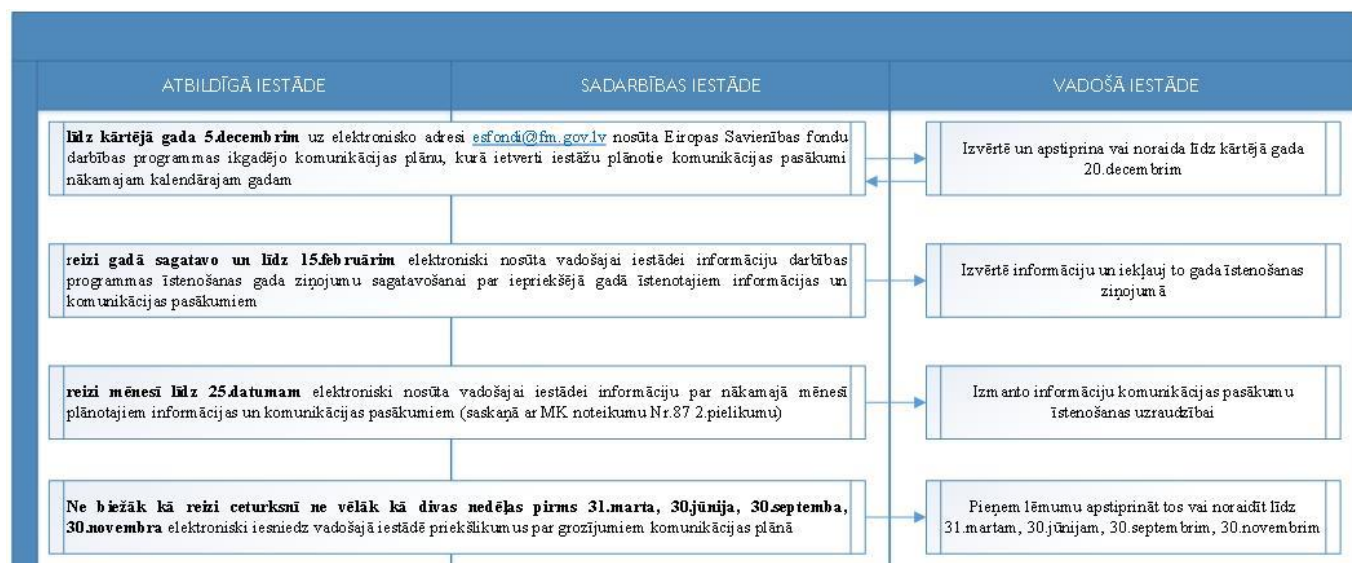 ATBILDĪGĀ IESTĀDE
SADARBĪBAS IESTĀDE
VADOŠĀ IESTĀDE
līdz kārtējā gada 5.decembrim uz elektronisko adresi esfondi@fm.gov.lv nosūta Eiropas Savienības fondu
darbības programmas ikgadējo komunikācijas plānu, kurā ietverti iestāžu plānotie komunikācijas pasākumi
nākamajam kalendārajam gadam
Izvērtē un apstiprina vai noraida līdz kārtējā gada
20.decembrim
reizi gadā sagatavo un līdz 15.februārim elektroniski nosūta vadošajai iestādei informāciju darbības
programmas īstenošanas gada ziņojumu sagatavošanai par iepriekšējā gadā īstenotajiem informācijas un
komunikācijas pasākumiem
Izvērtē informāciju un iekļauj to gada īstenošanas
ziņojumā
reizi mēnesī līdz 25.datumam elektroniski nosūta vadošajai iestādei informāciju par nākamajā mēnesī
plānotajiem informācijas un komunikācijas pasākumiem (saskaņā ar MK noteikumu Nr.87 2.pielikumu)
Izmanto informāciju komunikācijas pasākumu
īstenošanas uzraudzībai
Ne biežāk kā reizi ceturksnī ne vēlāk kā divas nedēļas pirms 31.marta, 30.jūnija, 30.septemba,
30.novembra elektroniski iesniedz vadošajā iestādē priekšlikumus par grozījumiem komunikācijas plānā
Pieņem lēmumu apstiprināt tos vai noraidīt līdz
31.martam, 30.jūnijam, 30.septembrim, 30.novembrim